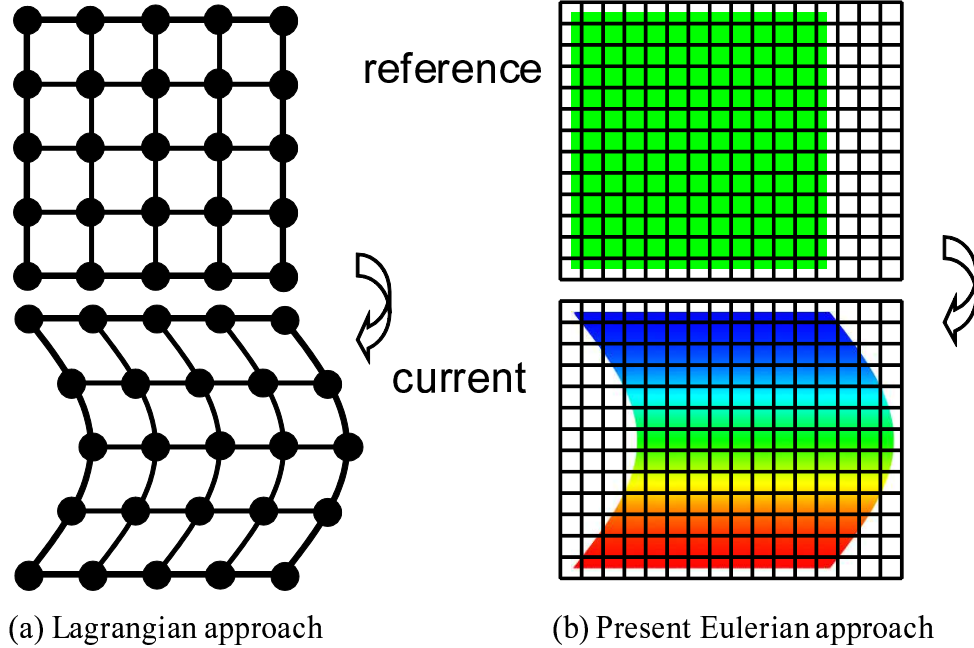 reference
current
(a) Lagrangian approach
(b) Present Eulerian approach